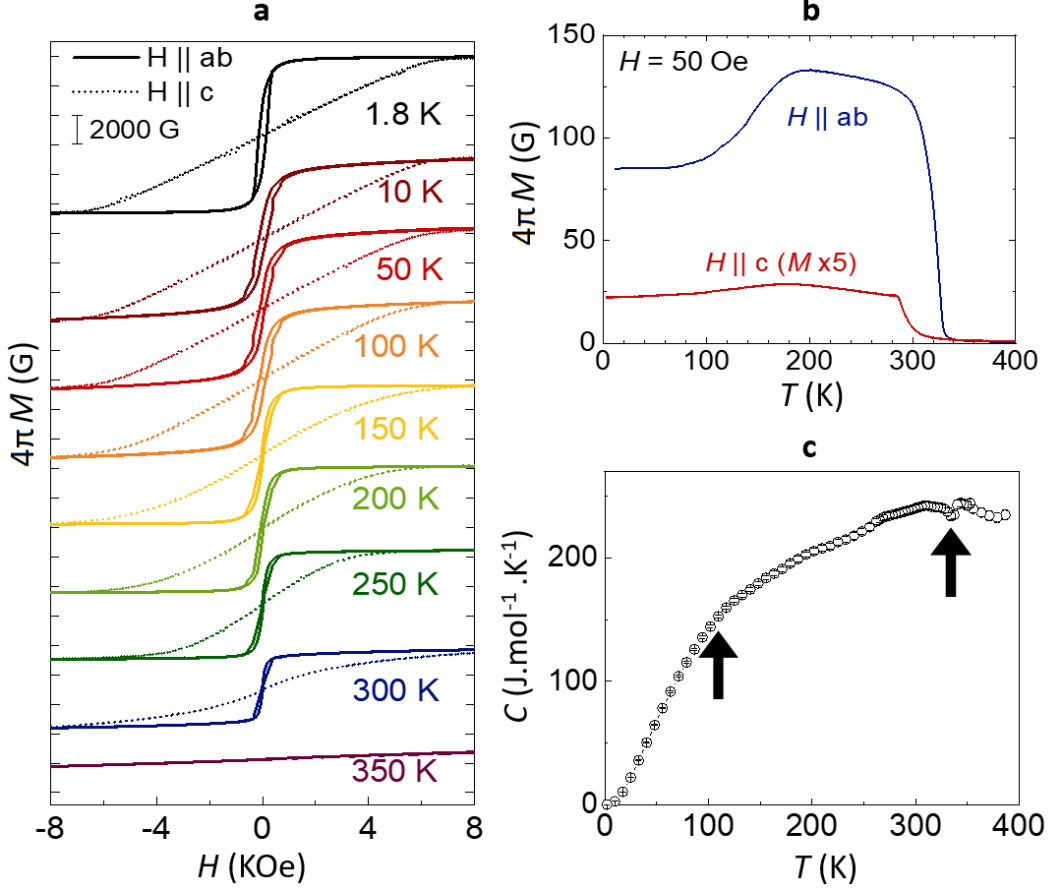 a
H || ab
H || c
2000 G
1.8 K
10 K
50 K
100 K
150 K
200 K
250 K
300 K
350 K
4π M (G)
-8
-4
0
4
8
H (KOe)
b
H = 50 Oe
H || ab
H || c (M x5)
150
100
50
0
4π M (G)
0
100
200
300
400
T (K)
c
200
100
0
C (J.mol⁻¹ .K⁻¹)
0
100
200
300
400
T (K)